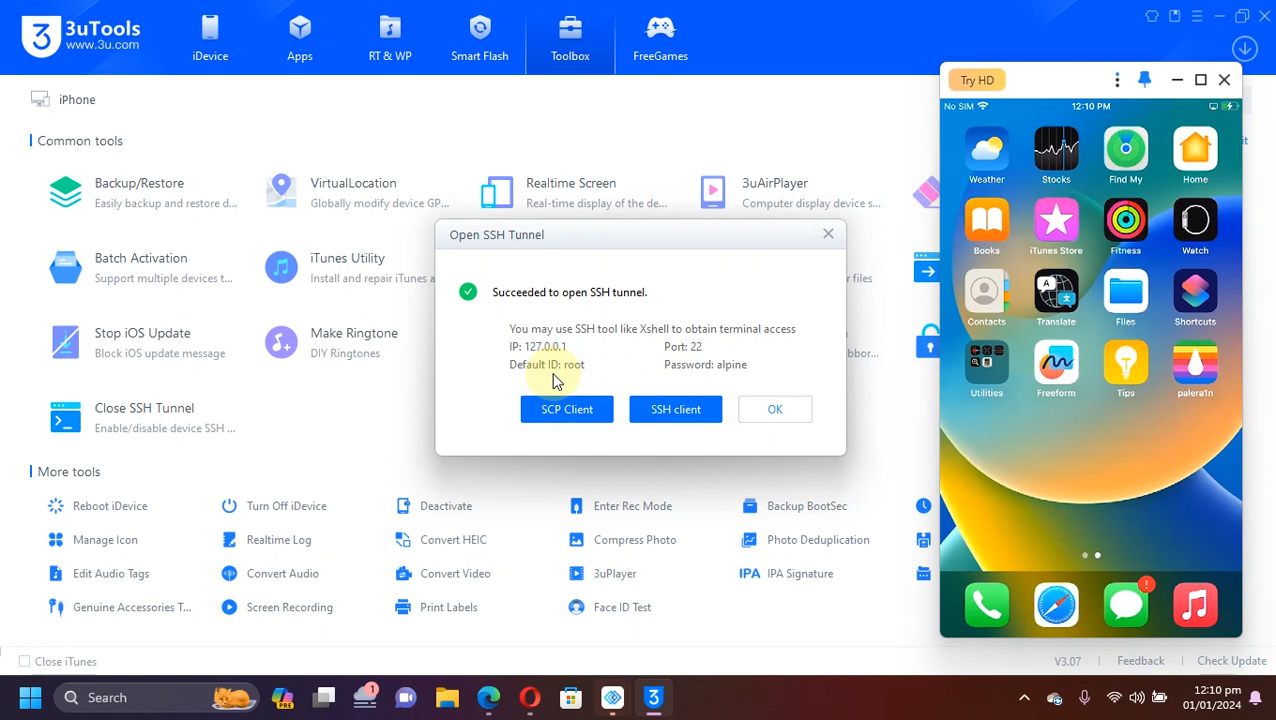 3uTools
www.3u.com
iDevice
Apps
RT & WP
Smart Flash
Toolbox
FreeGames
iPhone
Common tools
Backup/Restore
Easily backup and restore d...
VirtualLocation
Globally modify device GP...
Realtime Screen
Real-time display of the de...
3uAirPlayer
Computer display device s...
Batch Activation
Support multiple devices t...
iTunes Utility
Install and repair iTunes a
er files
Stop iOS Update
Block iOS update message
Make Ringtone
DIY Ringtones
bbor...
Close SSH Tunnel
Enable/disable device SSH ...
Open SSH Tunnel
Succeeded to open SSH tunnel.
You may use SSH tool like Xshell to obtain terminal access
IP: 127.0.0.1
Port: 22
Default ID: root
Password: alpine
SCP Client
SSH client
OK
More tools
Reboot iDevice
Turn Off iDevice
Deactivate
Enter Rec Mode
Backup BootSec
Manage Icon
Realtime Log
Convert HEIC
Compress Photo
Photo Deduplication
Edit Audio Tags
Convert Audio
Convert Video
3uPlayer
IPA
IPA Signature
Genuine Accessories T...
Screen Recording
Print Labels
Face ID Test
Close iTunes
V3.07
Feedback
Check Update
Try HD
No SIM
12:10 PM
Weather
Stocks
Find My
Home
Books
iTunes Store
Fitness
Watch
Contacts
Translate
Files
Shortcuts
Utilities
Freeform
Tips
palera1n
Search
PRE
1
3
12:10 pm
01/01/2024